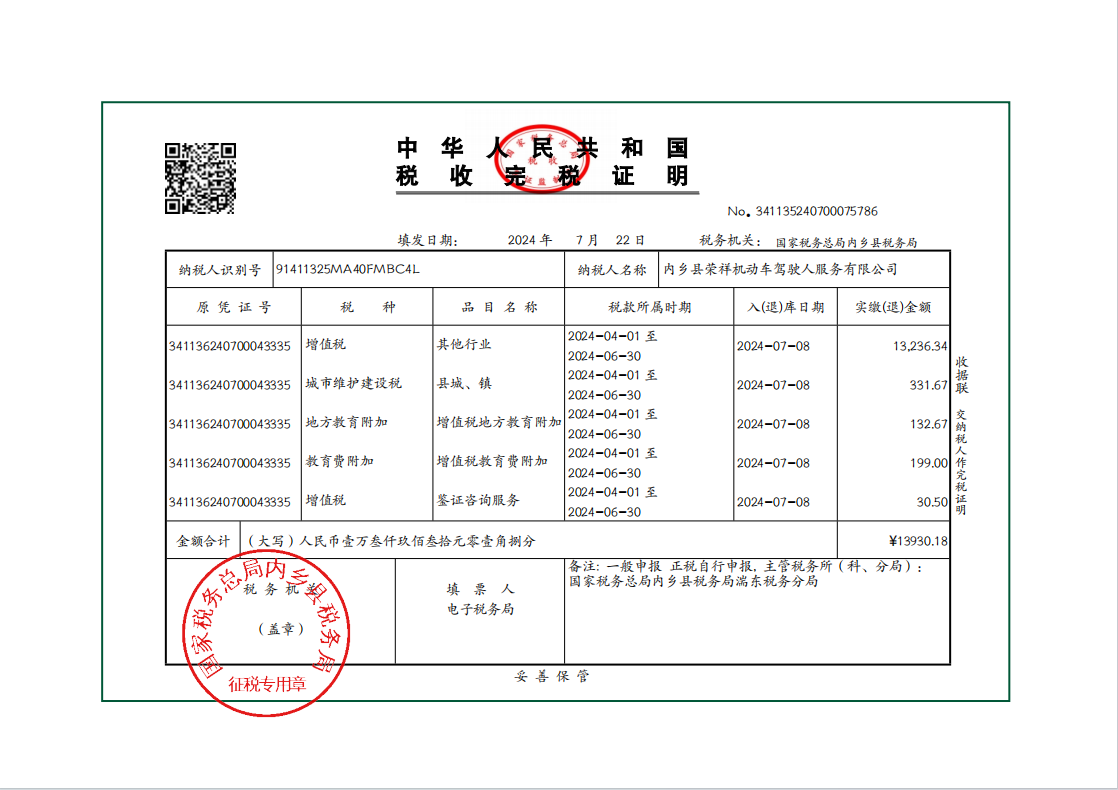 中华人民共和国
税收完税证明
No. 341135240700075786
填发日期： 2024 年 7 月 22 日 税务机关： 国家税务总局内乡县税务局
纳税人识别号 91411325MA40FMBC4L 纳税人名称 内乡县荣祥机动车驾驶人服务有限公司
原凭证号 税种 品目名称 税款所属时期 入(退)库日期 实缴(退)金额
341136240700043335 增值税 其他行业 2024-04-01 至 2024-06-30 2024-07-08 13,236.34
341136240700043335 城市维护建设税 县城、镇 2024-04-01 至 2024-06-30 2024-07-08 331.67
341136240700043335 地方教育附加 增值税地方教育附加 2024-04-01 至 2024-06-30 2024-07-08 132.67
341136240700043335 教育费附加 增值税教育费附加 2024-04-01 至 2024-06-30 2024-07-08 199.00
341136240700043335 增值税 鉴证咨询服务 2024-04-01 至 2024-06-30 2024-07-08 30.50
金额合计 （大写）人民币壹万叁仟玖佰叁拾元零壹角捌分 ¥13930.18
税务机关
（盖章）
国家税务总局内乡县税务局
征税专用章
填票人
电子税务局
备注: 一般申报 正税自行申报, 主管税务所（科、分局）:
国家税务总局内乡县税务局湍东税务分局
收据联 交纳税人作完税证明
妥善保管